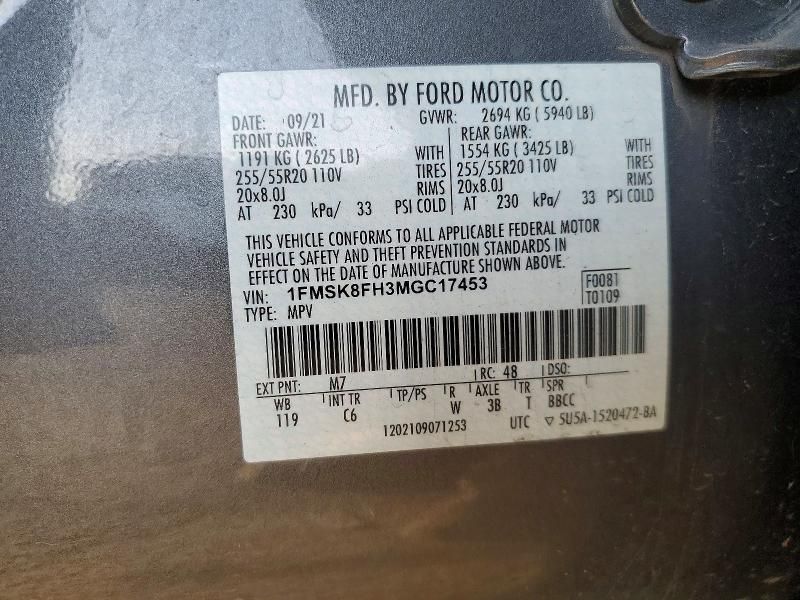 MFD. BY FORD MOTOR CO.
DATE: 09/21 GVWR: 2694 KG ( 5940 LB)
FRONT GAWR: REAR GAWR:
1191 KG ( 2625 LB) WITH 1554 KG ( 3425 LB) WITH
255/55R20 110V TIRES 255/55R20 110V TIRES
20x8.0J RIMS 20x8.0J RIMS
AT 230 kPa/ 33 PSI COLD AT 230 kPa/ 33 PSI COLD
THIS VEHICLE CONFORMS TO ALL APPLICABLE FEDERAL MOTOR
VEHICLE SAFETY AND THEFT PREVENTION STANDARDS IN
EFFECT ON THE DATE OF MANUFACTURE SHOWN ABOVE.
VIN: 1FMSK8FH3MGC17453 F0081
TYPE: MPV T0109
EXT PNT: M7 RC: 48 DSO:
WB INT TR TP/PS R AXLE TR SPR
119 C6 W 3B T BBCC
1202109071253 UTC ▽ 5U5A-1520472-BA